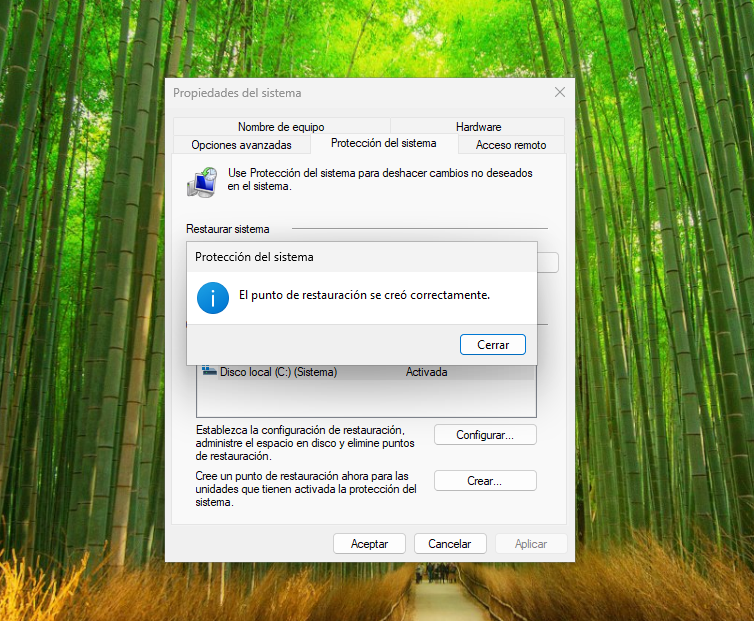 Propiedades del sistema
Nombre de equipo
Hardware
Opciones avanzadas
Protección del sistema
Acceso remoto
Use Protección del sistema para deshacer cambios no deseados
en el sistema.
Restaurar sistema
Protección del sistema
El punto de restauración se creó correctamente.
Cerrar
Disco local (C:) (Sistema)
Activada
Establezca la configuración de restauración,
administre el espacio en disco y elimine puntos
de restauración.
Configurar...
Cree un punto de restauración ahora para las
unidades que tienen activada la protección del
sistema.
Crear...
Aceptar
Cancelar
Aplicar